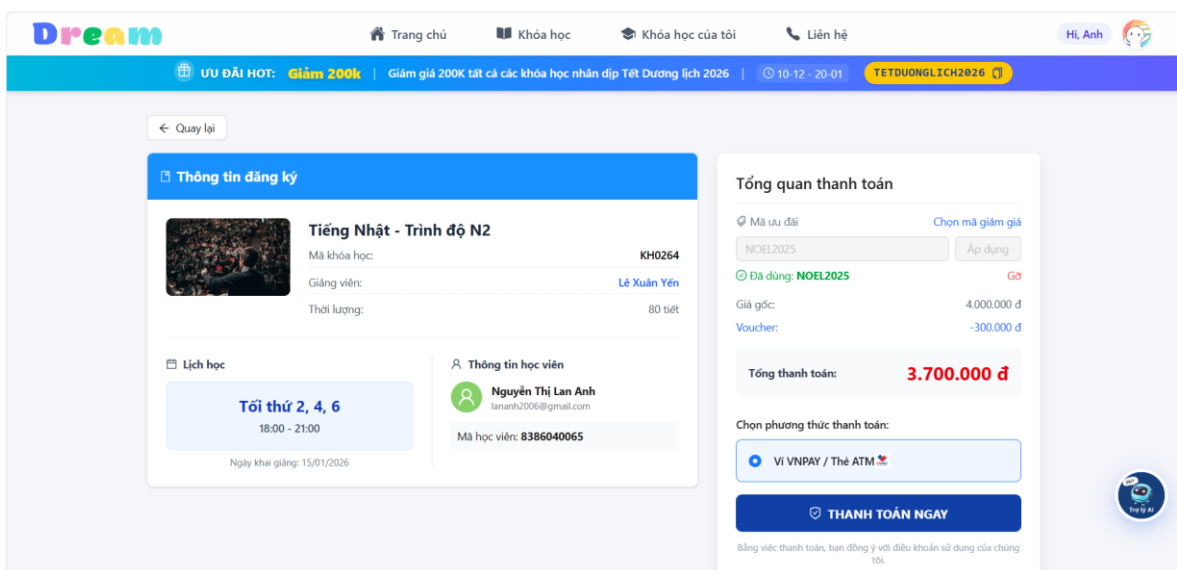 Dream
Trang chủ
Khóa học
Khóa học của tôi
Liên hệ
Hi, Anh
ƯU ĐÃI HOT: Giảm 200k | Giảm giá 200K tất cả các khóa học nhân dịp Tết Dương lịch 2026 | 10-12 - 20-01 TETDUONGLICH2026
← Quay lại
Thông tin đăng ký
Tiếng Nhật - Trình độ N2
Mã khóa học: KH0264
Giảng viên: Lê Xuân Yến
Thời lượng: 80 tiết
Lịch học
Tối thứ 2, 4, 6
18:00 - 21:00
Ngày khai giảng: 15/01/2026
Thông tin học viên
Nguyễn Thị Lan Anh
lananh2006@gmail.com
Mã học viên: 8386040065
Tổng quan thanh toán
Mã ưu đãi Chọn mã giảm giá
NOEL2025 Áp dụng
Đã dùng: NOEL2025 Gỡ
Giá gốc: 4.000.000 đ
Voucher: -300.000 đ
Tổng thanh toán: 3.700.000 đ
Chọn phương thức thanh toán:
Ví VNPAY / Thẻ ATM
THANH TOÁN NGAY
Bằng việc thanh toán, bạn đồng ý với điều khoản sử dụng của chúng
tôi.
Trợ lý AI